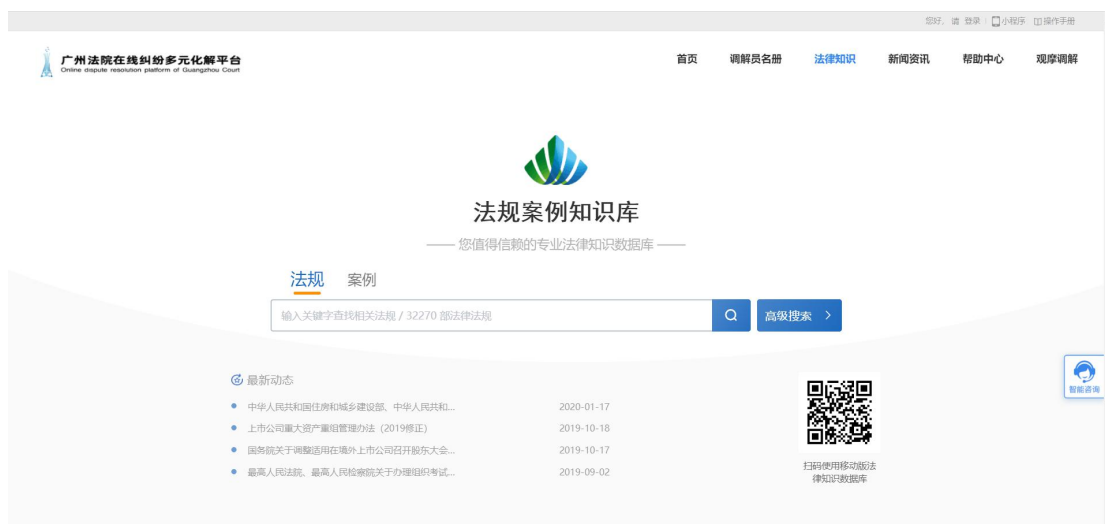 您好，请 登录 小程序 操作手册
广州法院在线纠纷多元化解平台
Online dispute resolution platform of Guangzhou Court
首页 调解员名册 法律知识 新闻资讯 帮助中心 观摩调解
法规案例知识库
—— 您值得信赖的专业法律知识数据库 ——
法规 案例
输入关键字查找相关法规 / 32270 部法律法规
高级搜索 >
最新动态
中华人民共和国住房和城乡建设部、中华人民共和... 2020-01-17
上市公司重大资产重组管理办法（2019修正） 2019-10-18
国务院关于调整适用在境外上市公司召开股东大会... 2019-10-17
最高人民法院、最高人民检察院关于办理组织考试... 2019-09-02
扫码使用移动版法
律知识数据库
智能咨询